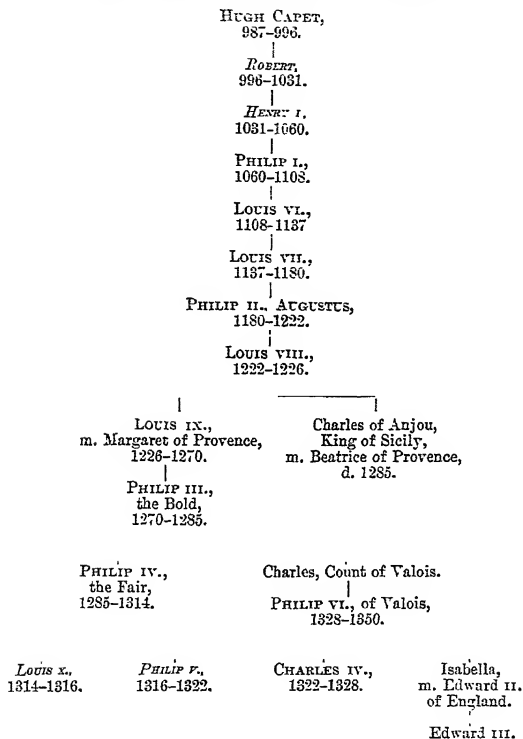 HUGH CAPET,
987-996.
ROBERT,
996-1031.
HENRY I.
1031-1060.
PHILIP I.,
1060-1108.
LOUIS VI.,
1108-1137
LOUIS VII.,
1137-1180.
PHILIP II., AUGUSTUS,
1180-1222.
LOUIS VIII.,
1222-1226.
LOUIS IX.,
m. Margaret of Provence,
1226-1270.
Charles of Anjou,
King of Sicily,
m. Beatrice of Provence,
d. 1285.
PHILIP III.,
the Bold,
1270-1285.
PHILIP IV.,
the Fair,
1285-1314.
Charles, Count of Valois.
PHILIP VI., of Valois,
1328-1350.
LOUIS X.,
1314-1316.
PHILIP V.,
1316-1322.
CHARLES IV.,
1322-1328.
Isabella,
m. Edward II.
of England.
Edward III.